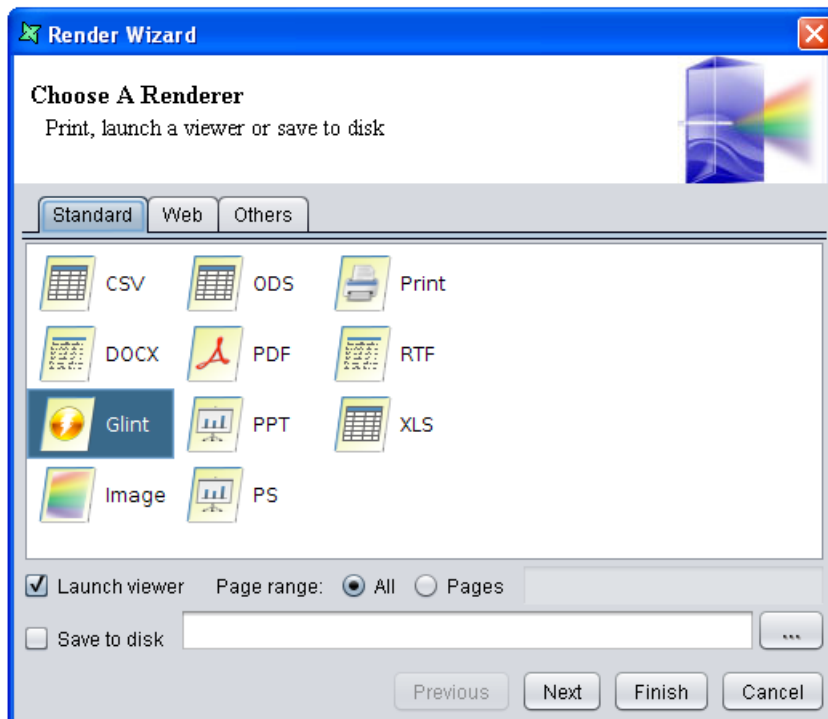 Render Wizard
Choose A Renderer
Print, launch a viewer or save to disk
Standard Web Others
CSV ODS Print
DOCX PDF RTF
Glint PPT XLS
Image PS
Launch viewer Page range: All Pages
Save to disk ...
Previous Next Finish Cancel